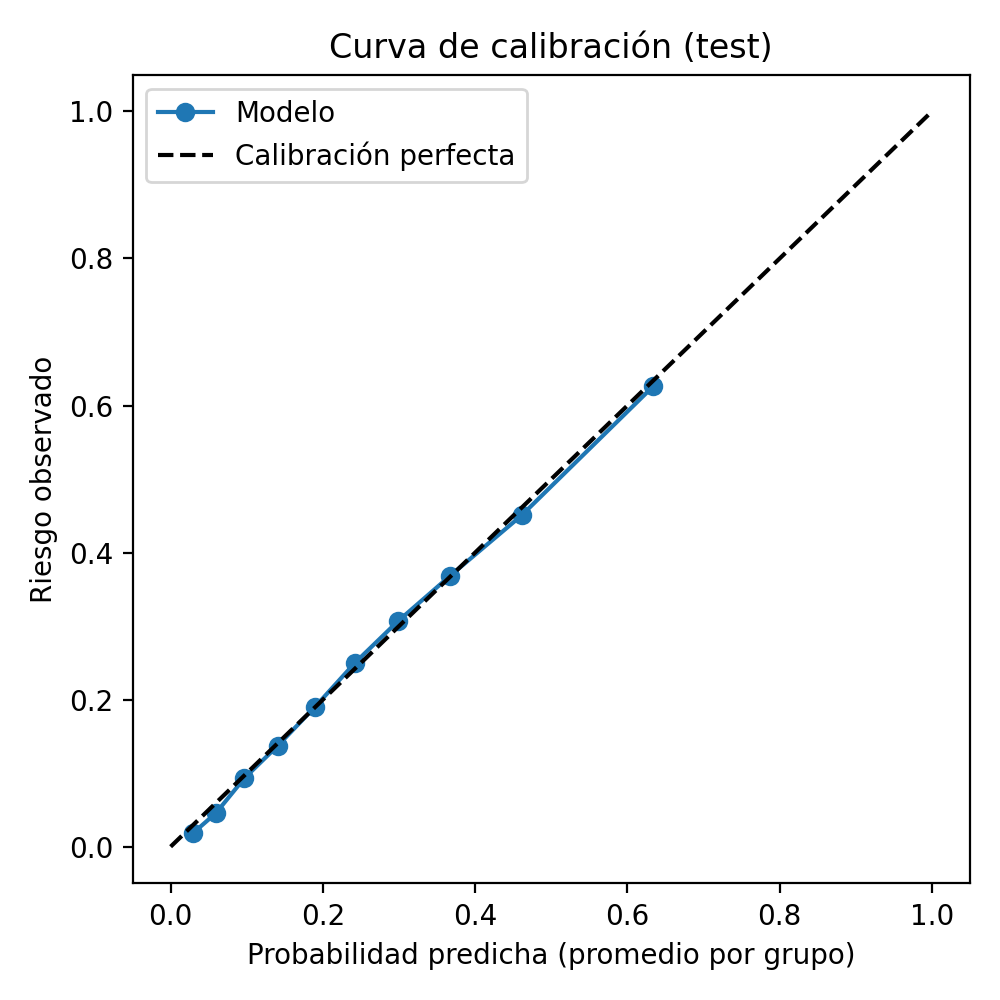 Curva de calibración (test)
Modelo
Calibración perfecta
1.0
0.8
0.6
0.4
0.2
0.0
Riesgo observado
0.0 0.2 0.4 0.6 0.8 1.0
Probabilidad predicha (promedio por grupo)